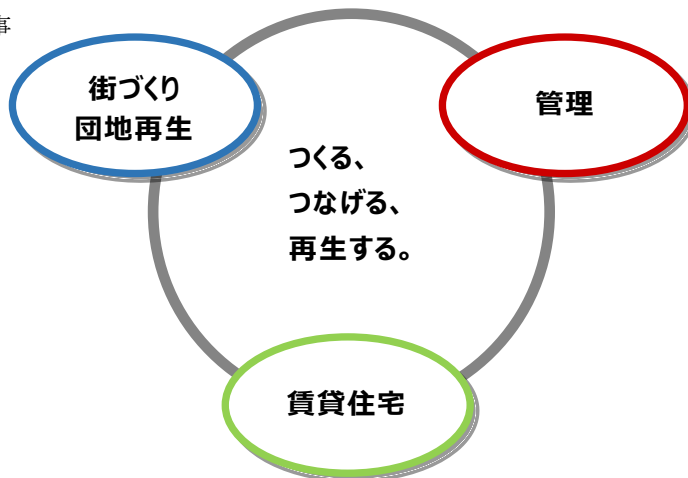 事
街づくり
団地再生
管理
つくる、
つなげる、
再生する。
賃貸住宅